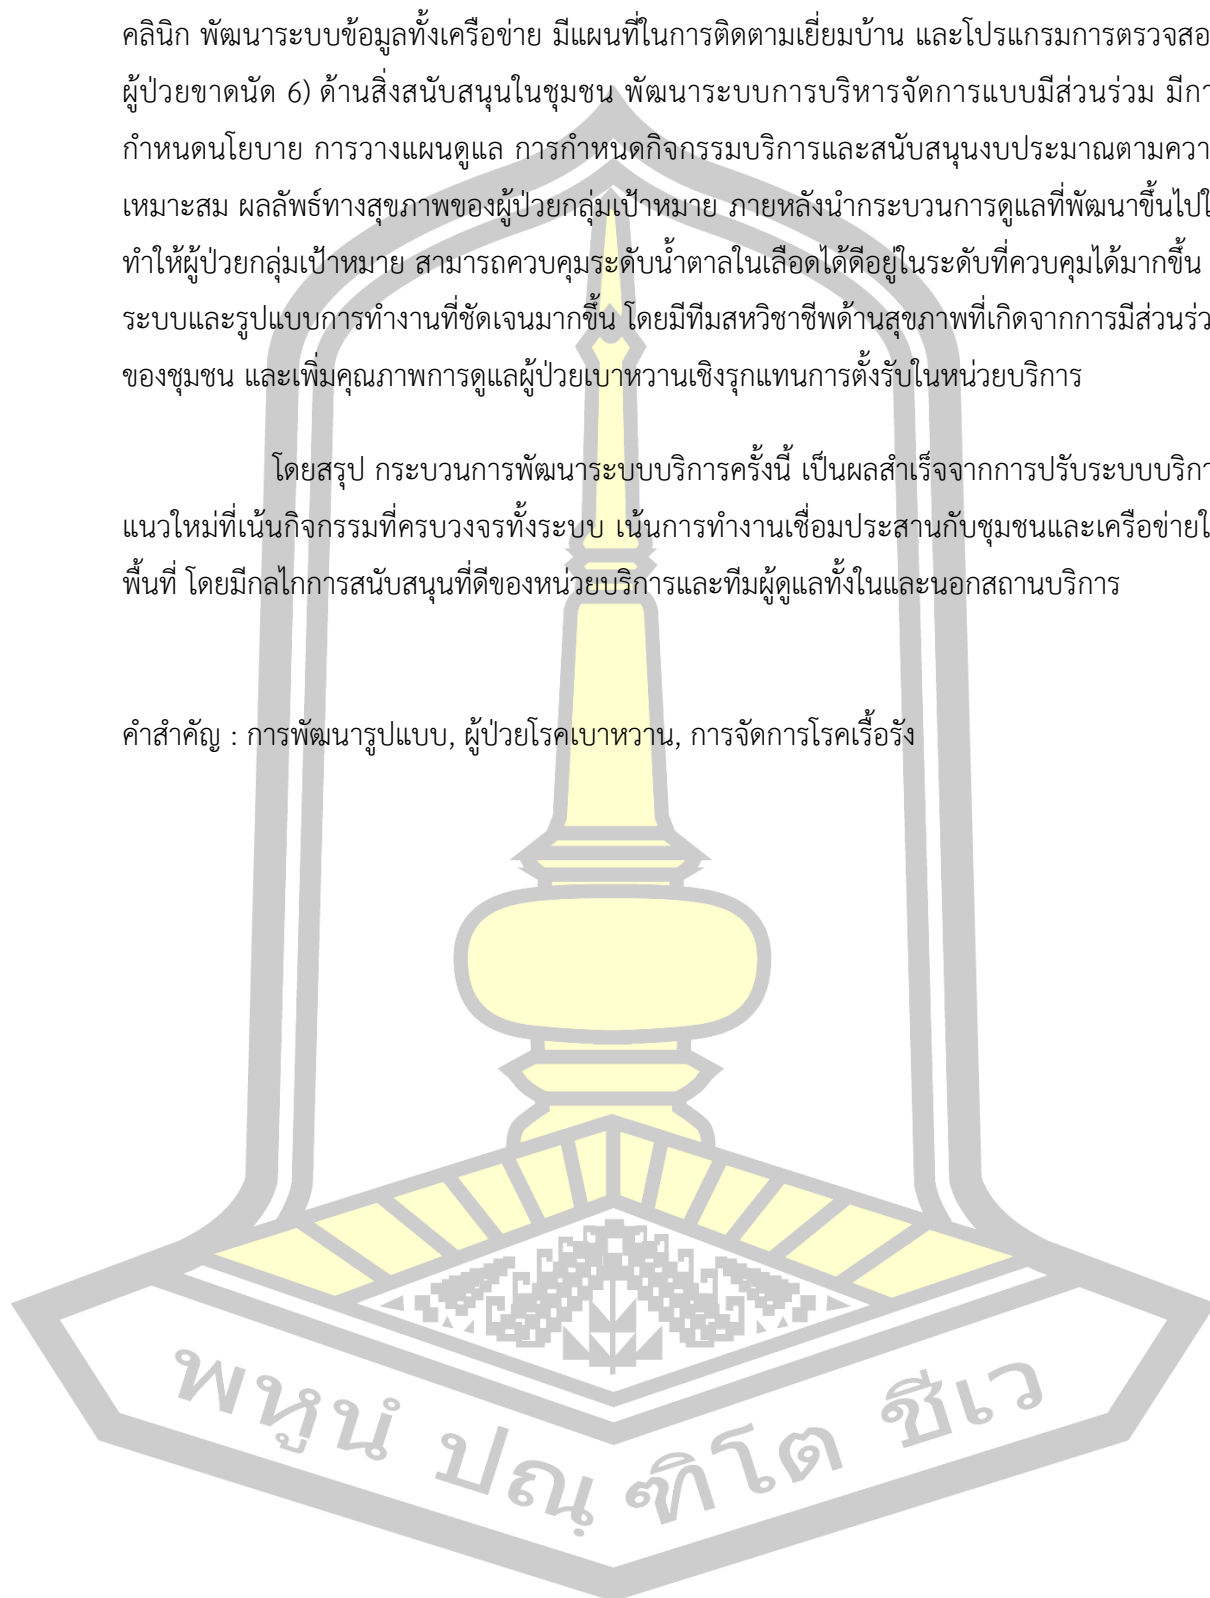 คลินิก พัฒนาระบบข้อมูลทั้งเครือข่าย มีแผนที่ในการติดตามเยี่ยมบ้าน และโปรแกรมการตรวจสอ
ผู้ป่วยขาดนัด 6) ด้านสิ่งสนับสนุนในชุมชน พัฒนาระบบการบริหารจัดการแบบมีส่วนร่วม มีกา
กำหนดนโยบาย การวางแผนดูแล การกำหนดกิจกรรมบริการและสนับสนุนงบประมาณตามควา
เหมาะสม ผลลัพธ์ทางสุขภาพของผู้ป่วยกลุ่มเป้าหมาย ภายหลังนำกระบวนการดูแลที่พัฒนาขึ้นไปใ
ทำให้ผู้ป่วยกลุ่มเป้าหมาย สามารถควบคุมระดับน้ำตาลในเลือดได้ดีอยู่ในระดับที่ควบคุมได้มากขึ้น
ระบบและรูปแบบการทำงานที่ชัดเจนมากขึ้น โดยมีทีมสหวิชาชีพด้านสุขภาพที่เกิดจากการมีส่วนร่ว
ของชุมชน และเพิ่มคุณภาพการดูแลผู้ป่วยเบาหวานเชิงรุกแทนการตั้งรับในหน่วยบริการ
โดยสรุป กระบวนการพัฒนาระบบบริการครั้งนี้ เป็นผลสำเร็จจากการปรับระบบบริกา
แนวใหม่ที่เน้นกิจกรรมที่ครบวงจรทั้งระบบ เน้นการทำงานเชื่อมประสานกับชุมชนและเครือข่ายใ
พื้นที่ โดยมีกลไกการสนับสนุนที่ดีของหน่วยบริการและทีมผู้ดูแลทั้งในและนอกสถานบริการ
คำสำคัญ : การพัฒนารูปแบบ, ผู้ป่วยโรคเบาหวาน, การจัดการโรคเรื้อรัง
พหูนํ ปณฺฑิโต ชีเว